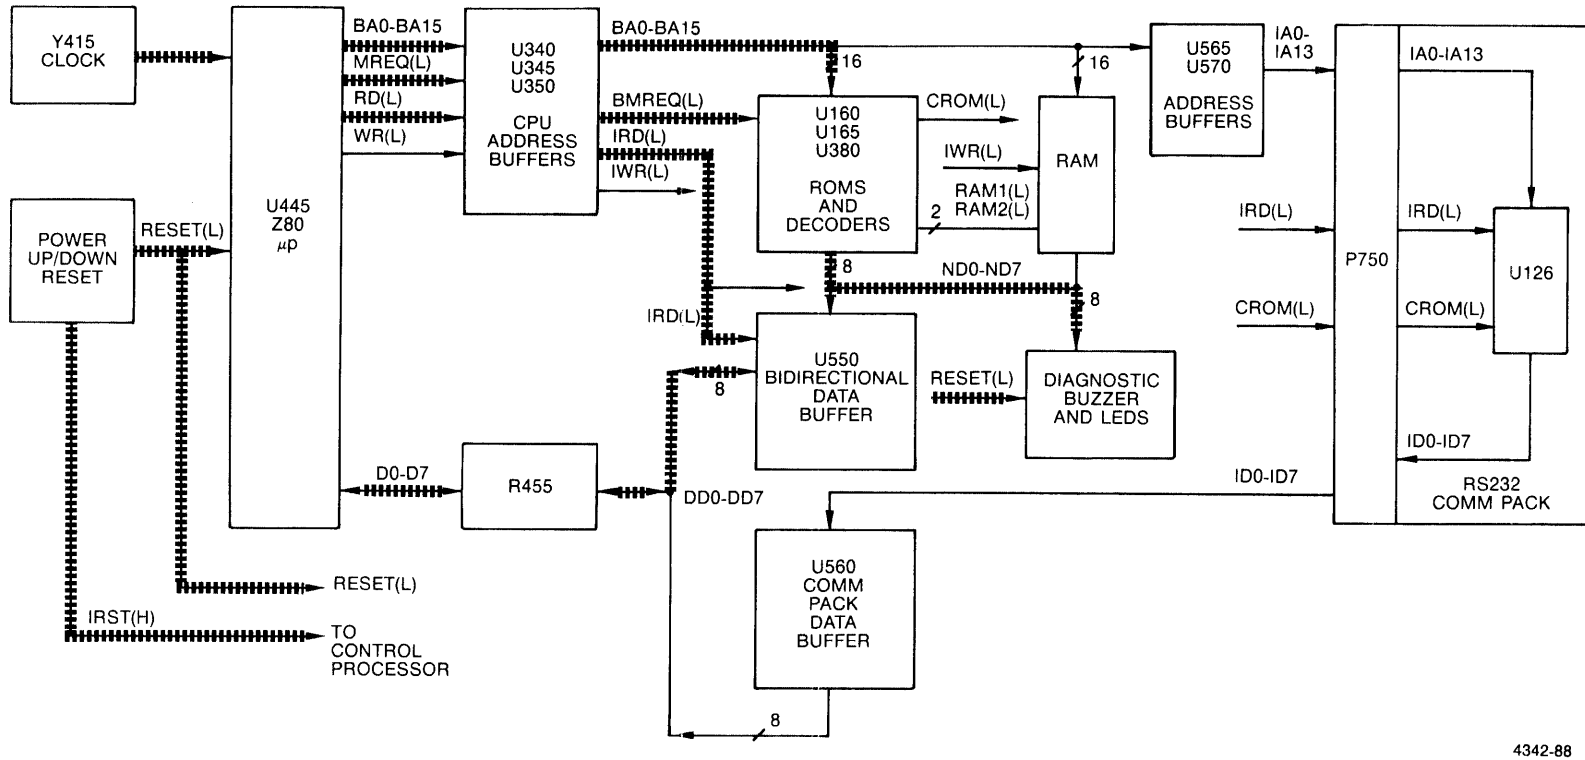 Y415
CLOCK
BA0-BA15
MREQ(L)
RD(L)
WR(L)
U340
U345
U350
CPU
ADDRESS
BUFFERS
BA0-BA15
BMREQ(L)
IRD(L)
IWR(L)
16
U160
U165
U380
ROMS
AND
DECODERS
CROM(L)
IWR(L)
RAM1(L)
RAM2(L)
2
16
RAM
U565
U570
ADDRESS
BUFFERS
IA0-
IA13
IA0-IA13
IRD(L)
CROM(L)
P750
IRD(L)
CROM(L)
U126
ID0-ID7
RS232
COMM PACK
POWER
UP/DOWN
RESET
RESET(L)
U445
Z80
μp
8
ND0-ND7
8
IRD(L)
8
U550
BIDIRECTIONAL
DATA
BUFFER
RESET(L)
DIAGNOSTIC
BUZZER
AND LEDS
D0-D7
R455
DD0-DD7
ID0-ID7
U560
COMM
PACK
DATA
BUFFER
8
RESET(L)
IRST(H)
TO
CONTROL
PROCESSOR
4342-88